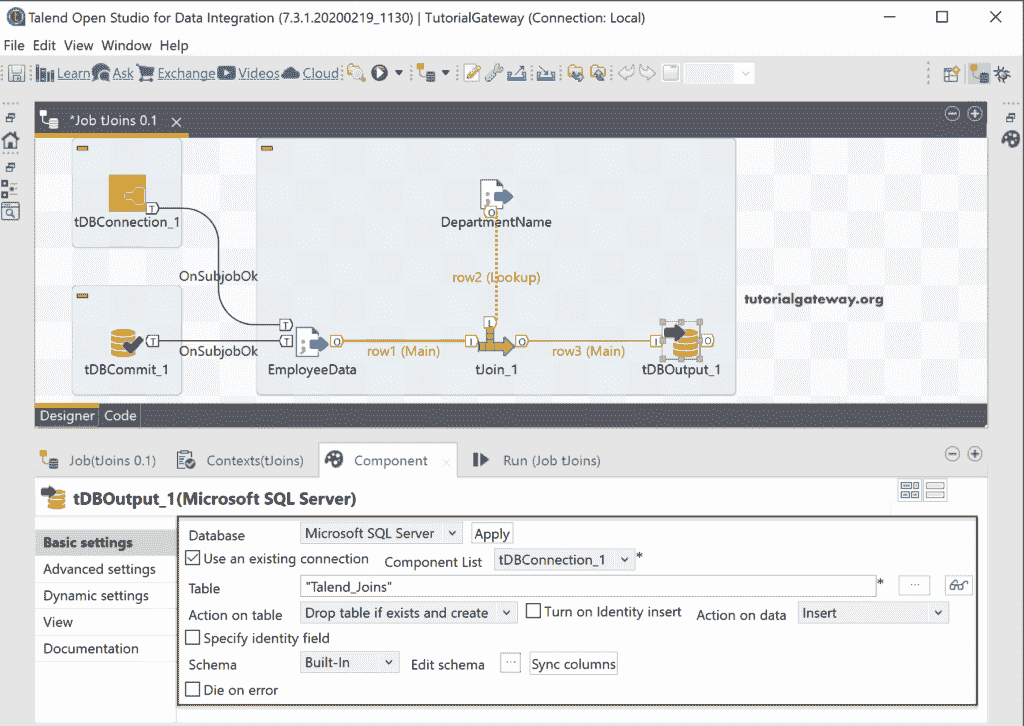 Talend Open Studio for Data Integration (7.3.1.20200219_1130) | TutorialGateway (Connection: Local)
File Edit View Window Help
Learn Ask Exchange Videos Cloud
*Job tJoins 0.1
tDBConnection_1
DepartmentName
OnSubjobOk
row2 (Lookup)
tutorialgateway.org
OnSubjobOk
row1 (Main)
row3 (Main)
tDBCommit_1
EmployeeData
tJoin_1
tDBOutput_1
Designer Code
Job(tJoins 0.1) Contexts(tJoins) Component Run (Job tJoins)
tDBOutput_1(Microsoft SQL Server)
Basic settings
Advanced settings
Dynamic settings
View
Documentation
Database Microsoft SQL Server Apply
Use an existing connection Component List tDBConnection_1 *
Table "Talend_Joins" * ...
Action on table Drop table if exists and create Turn on Identity insert Action on data Insert
Specify identity field
Schema Built-In Edit schema ... Sync columns
Die on error